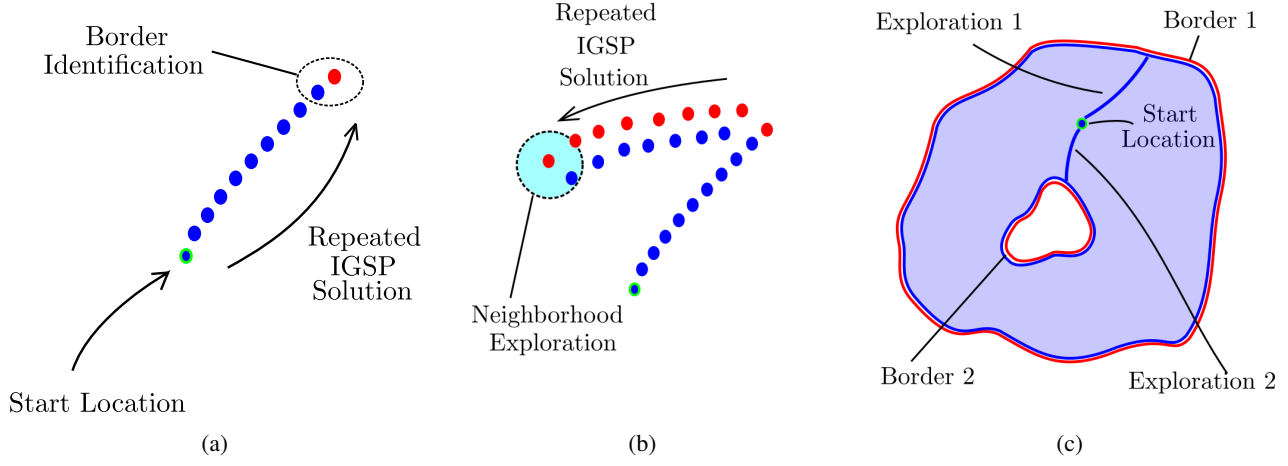 Border
Identification
Repeated
IGSP
Solution
Start Location
(a)
Repeated
IGSP
Solution
Neighborhood
Exploration
(b)
Exploration 1
Border 1
Start
Location
Border 2
Exploration 2
(c)